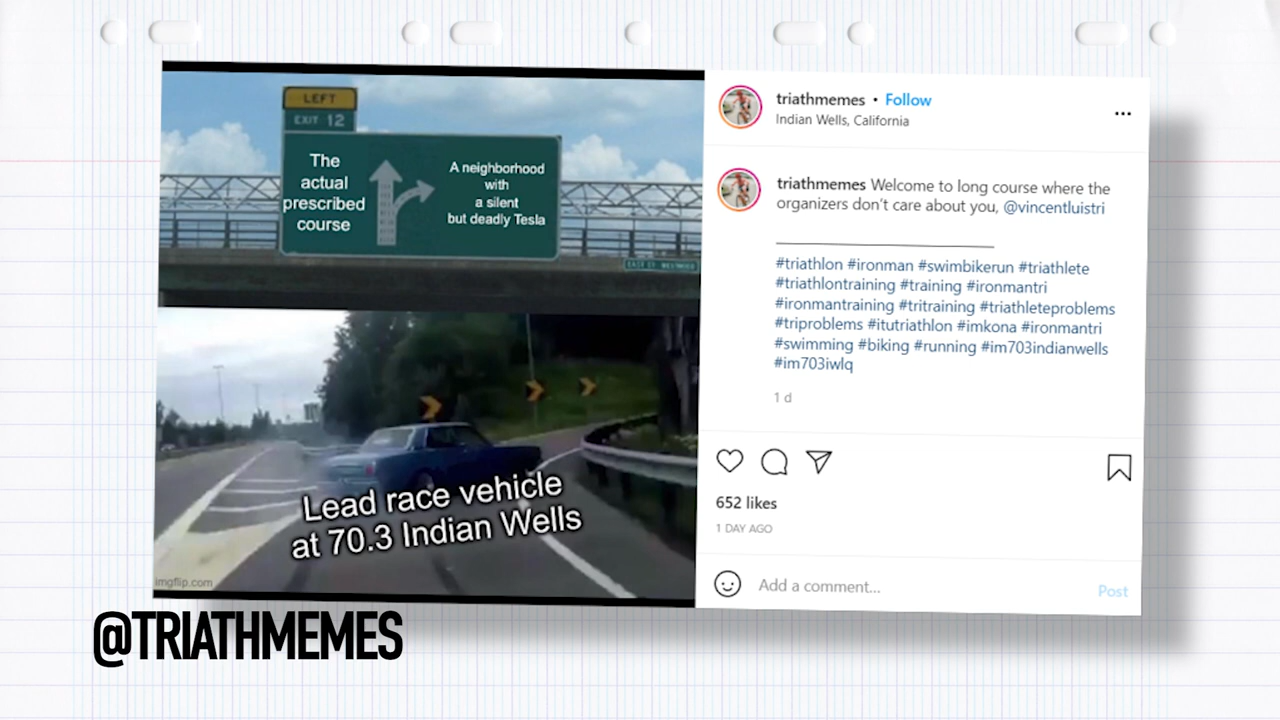 LEFT
EXIT 12
The
actual
prescribed
course
A neighborhood
with
a silent
but deadly Tesla
Lead race vehicle
at 70.3 Indian Wells
imgflip.com
triathmemes • Follow
Indian Wells, California
triathmemes Welcome to long course where the
organizers don't care about you, @vincentluistri
#triathlon #ironman #swimbikerun #triathlete
#triathlontraining #training #ironmantri
#ironmantraining #tritraining #triathleteproblems
#triproblems #itutriathlon #imkona #ironmantri
#swimming #biking #running #im703indianwells
#im703iwlq
1 d
652 likes
1 DAY AGO
Add a comment...
Post
@TRIATHMEMES